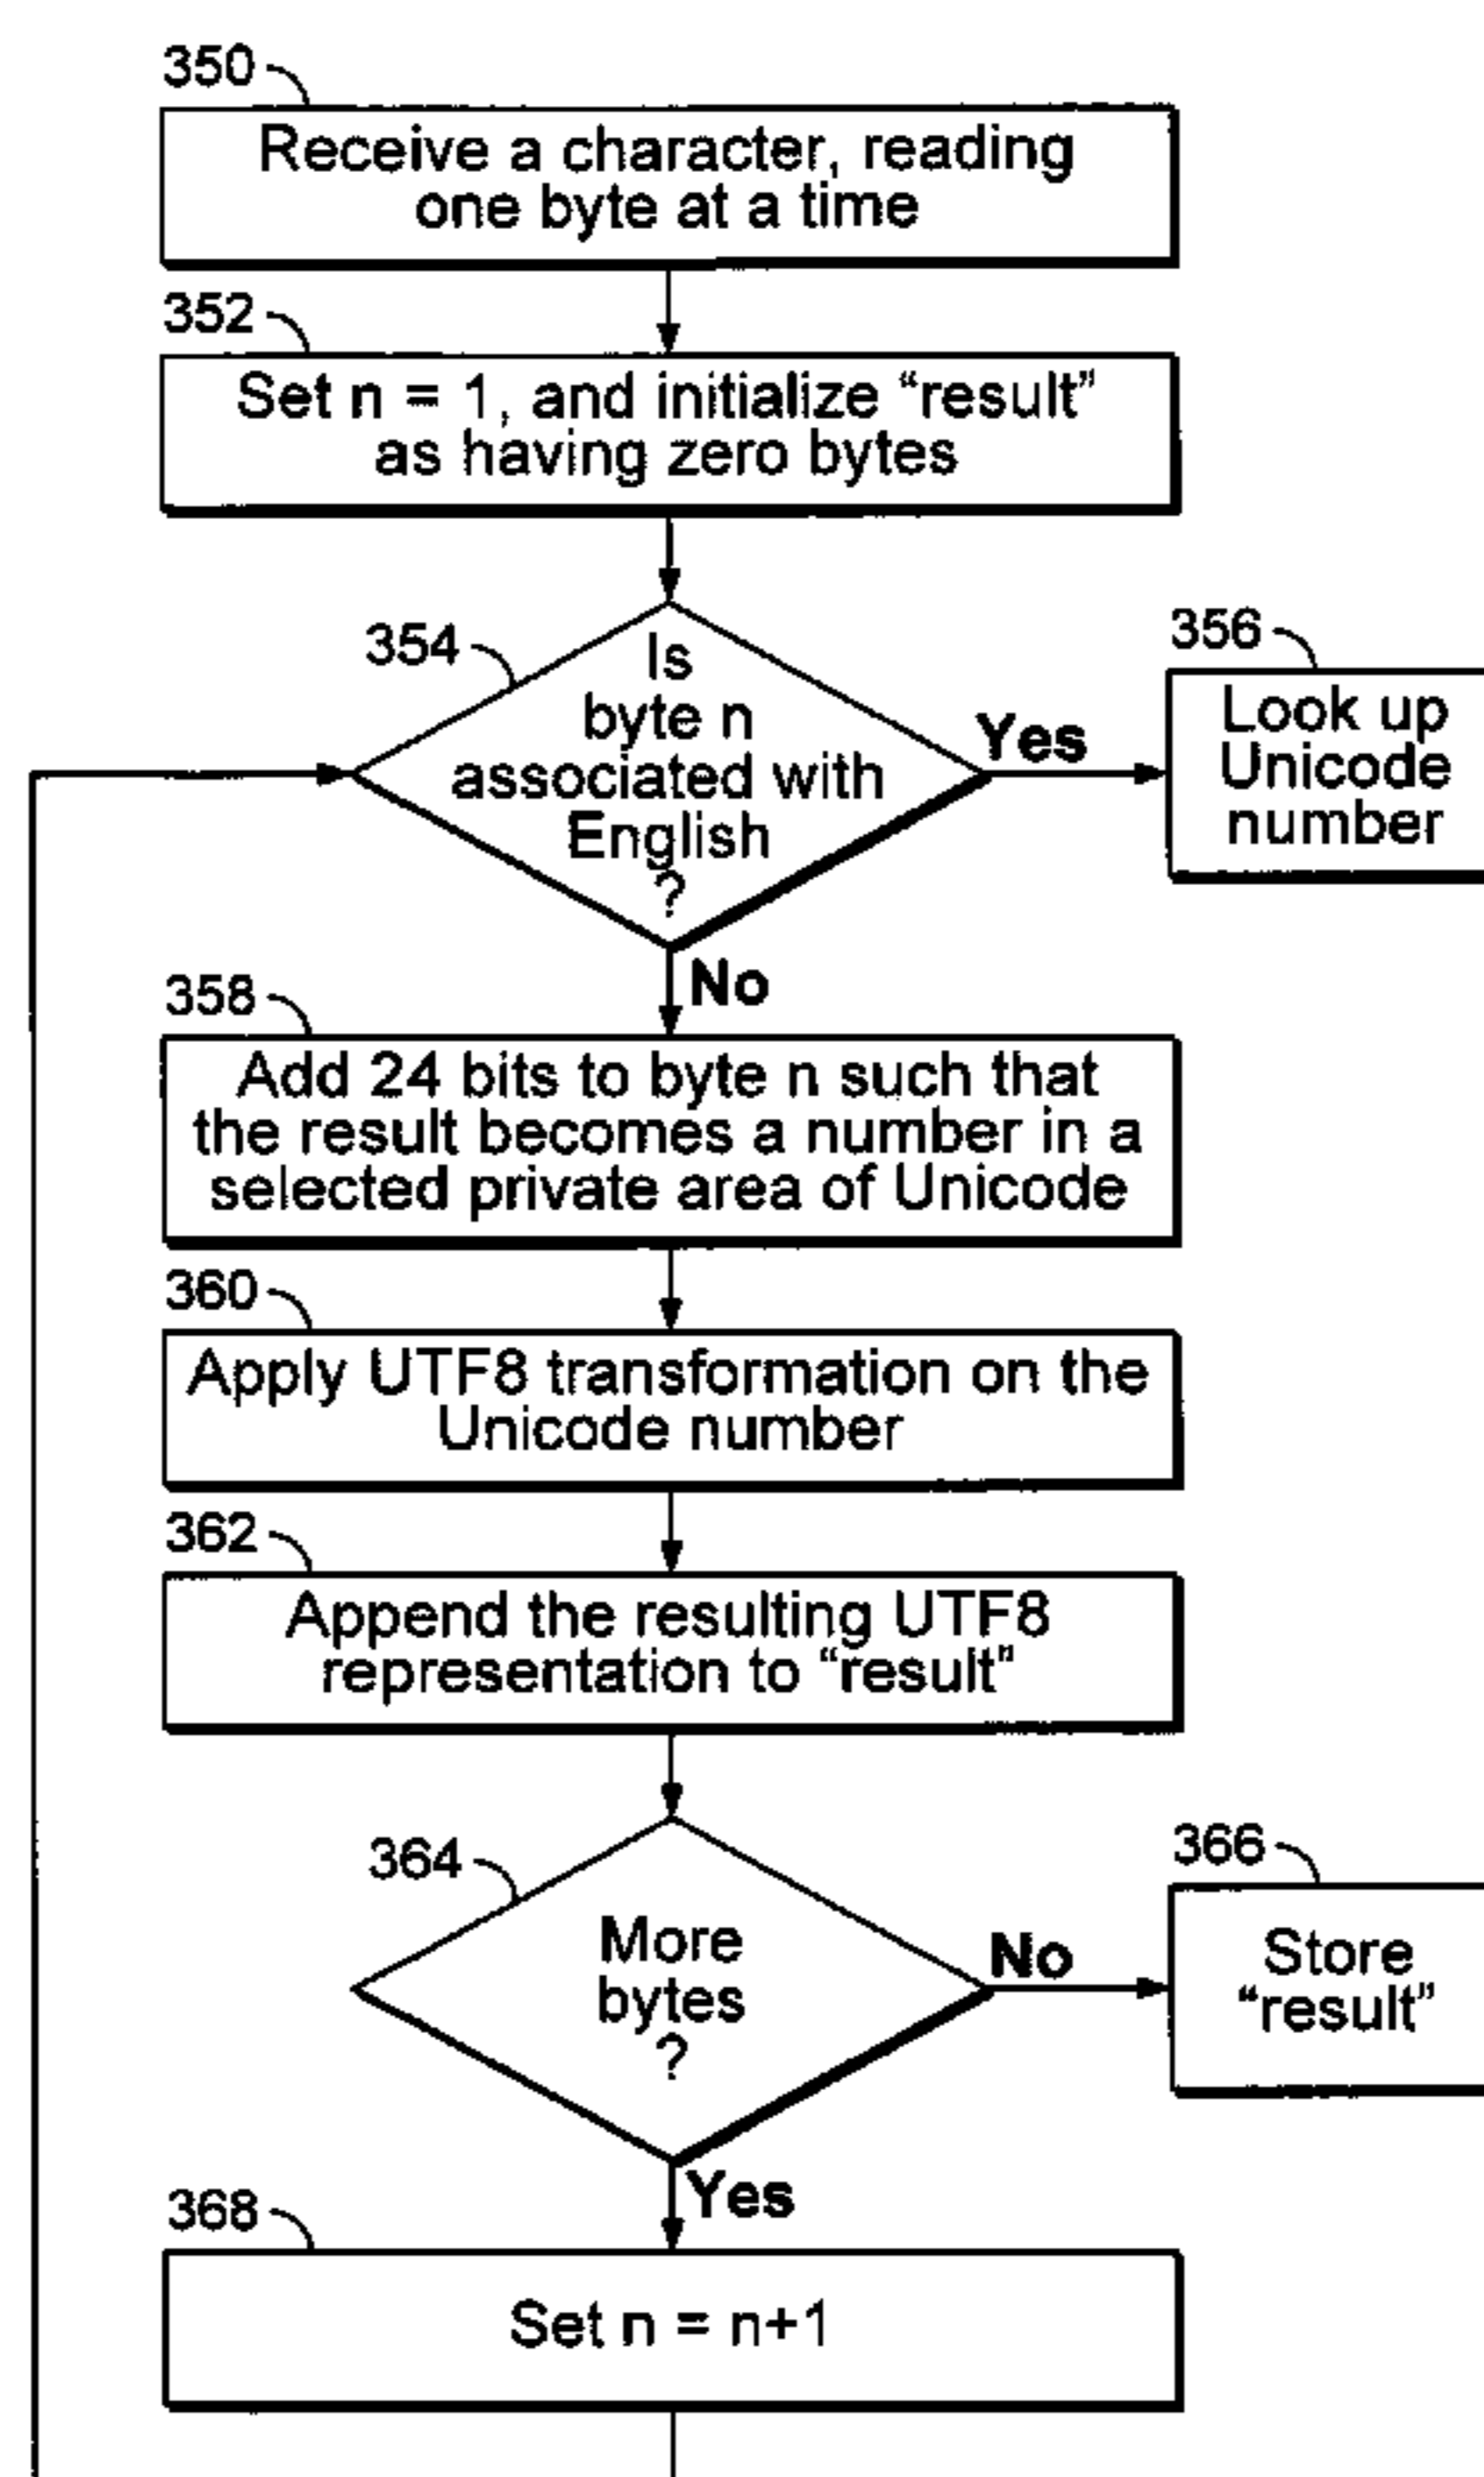 350
Receive a character, reading
one byte at a time
352
Set n = 1, and initialize “result”
as having zero bytes
354
Is
byte n
associated with
English
?
Yes
356
Look up
Unicode
number
No
358
Add 24 bits to byte n such that
the result becomes a number in a
selected private area of Unicode
360
Apply UTF8 transformation on the
Unicode number
362
Append the resulting UTF8
representation to “result”
364
More
bytes
?
No
366
Store
“result”
Yes
368
Set n = n+1